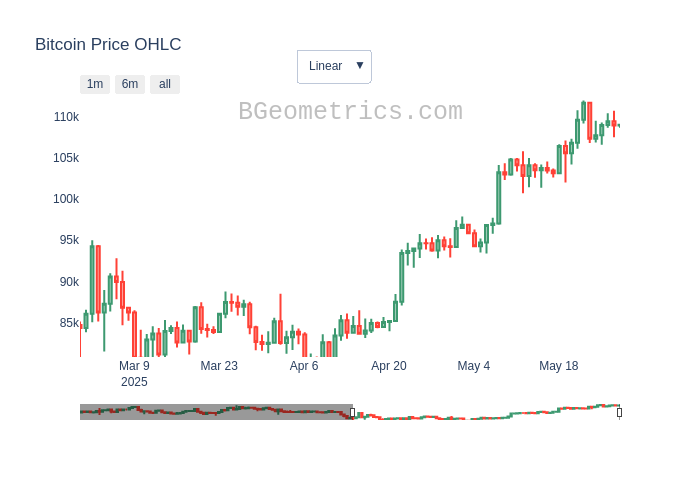 Bitcoin Price OHLC
Linear ▼
1m 6m all
BGeometrics.com
110k
105k
100k
95k
90k
85k
Mar 9 Mar 23 Apr 6 Apr 20 May 4 May 18
2025